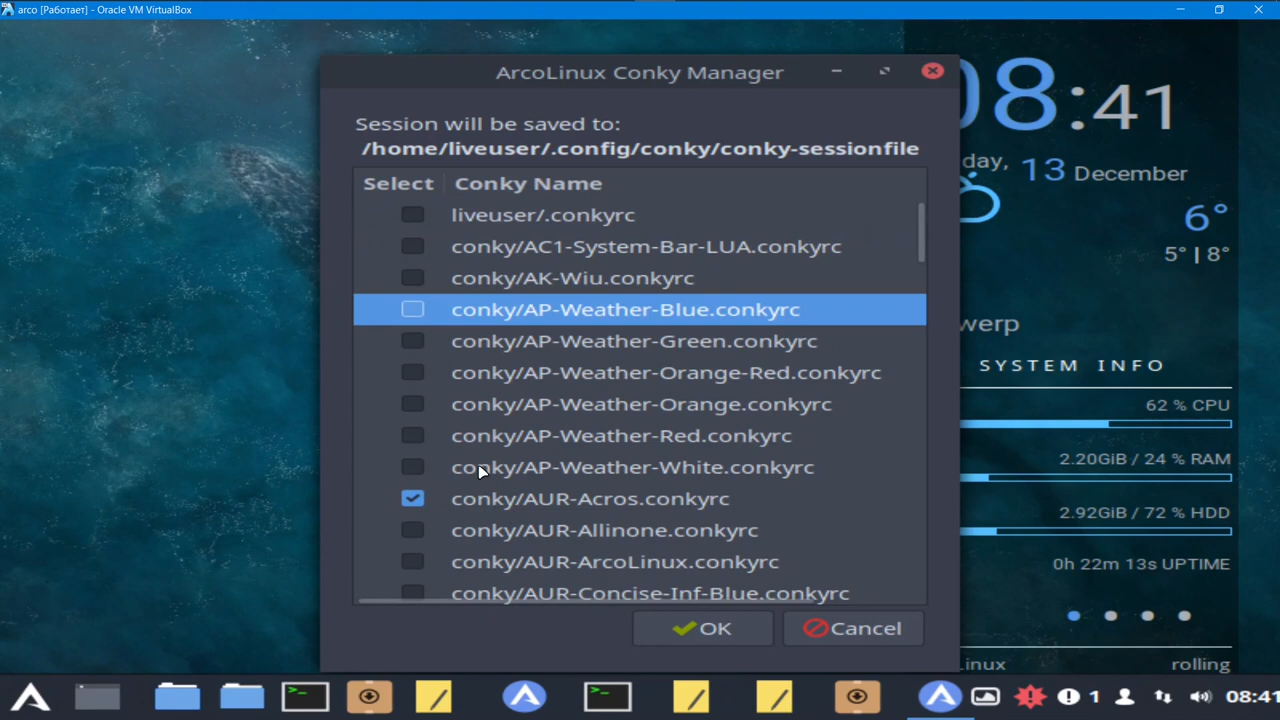 arco [Работает] - Oracle VM VirtualBox
ArcoLinux Conky Manager
Session will be saved to:
/home/liveuser/.config/conky/conky-sessionfile
Select Conky Name
liveuser/.conkyrc
conky/AC1-System-Bar-LUA.conkyrc
conky/AK-Wiu.conkyrc
conky/AP-Weather-Blue.conkyrc
conky/AP-Weather-Green.conkyrc
conky/AP-Weather-Orange-Red.conkyrc
conky/AP-Weather-Orange.conkyrc
conky/AP-Weather-Red.conkyrc
conky/AP-Weather-White.conkyrc
conky/AUR-Acros.conkyrc
conky/AUR-Allinone.conkyrc
conky/AUR-ArcoLinux.conkyrc
conky/AUR-Concise-Inf-Blue.conkyrc
OK Cancel
08:41
day, 13 December
6°
5° | 8°
werp
SYSTEM INFO
62 % CPU
2.20GiB / 24 % RAM
2.92GiB / 72 % HDD
0h 22m 13s UPTIME
Linux rolling
1 08:41